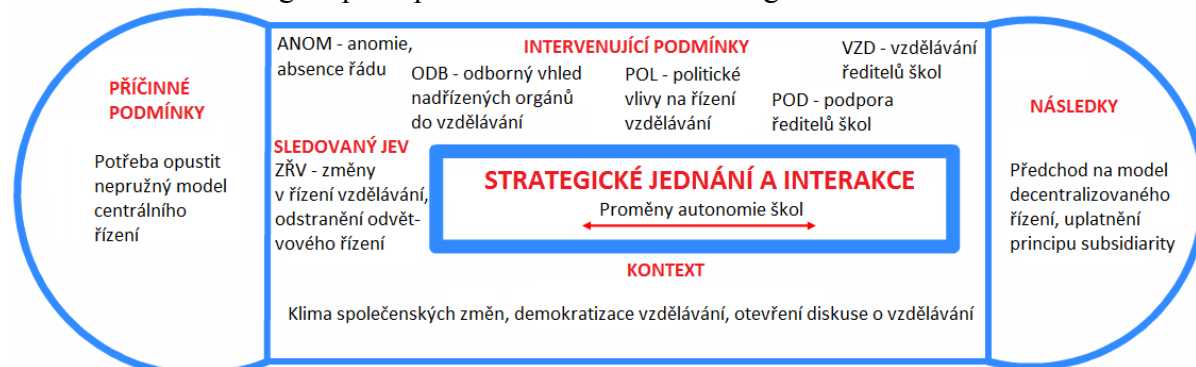 PŘÍČINNÉ
PODMÍNKY
Potřeba opustit
nepružný model
centrálního
řízení
ANOM - anomie,
absence řádu
INTERVENUJÍCÍ PODMÍNKY
ODB - odborný vhled
nadřízených orgánů
do vzdělávání
POL - politické
vlivy na řízení
vzdělávání
VZD - vzdělávání
ředitelů škol
POD - podpora
ředitelů škol
SLEDOVANÝ JEV
ZŘV - změny
v řízení vzdělávání,
odstranění odvět-
vového řízení
STRATEGICKÉ JEDNÁNÍ A INTERAKCE
Proměny autonomie škol
KONTEXT
Klima společenských změn, demokratizace vzdělávání, otevření diskuse o vzdělávání
NÁSLEDKY
Předchod na model
decentralizovaného
řízení, uplatnění
principu subsidiarity